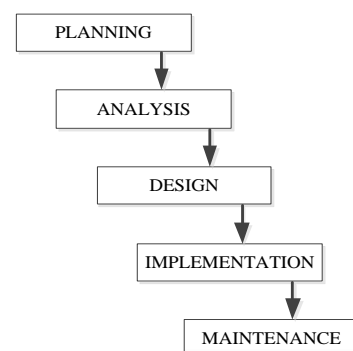 PLANNING
ANALYSIS
DESIGN
IMPLEMENTATION
MAINTENANCE